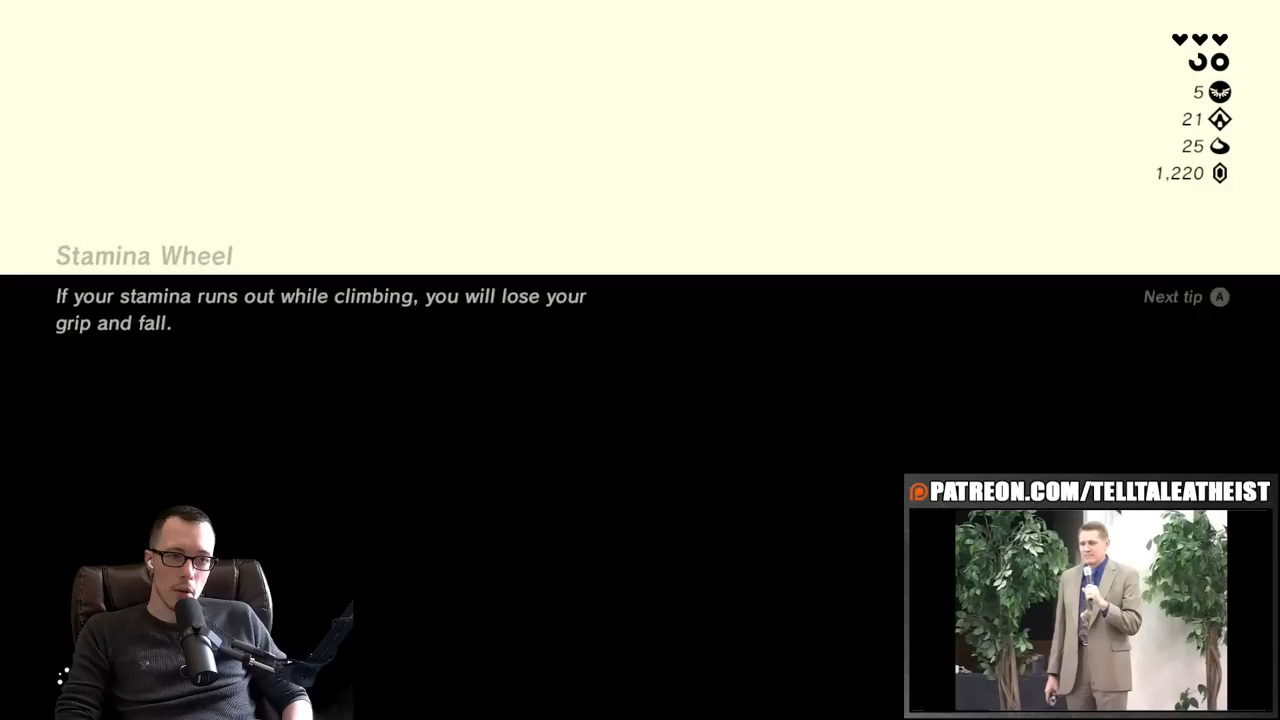 5
21
25
1,220
Stamina Wheel
If your stamina runs out while climbing, you will lose your
grip and fall.
Next tip A
PATREON.COM/TELLTALEATHEIST